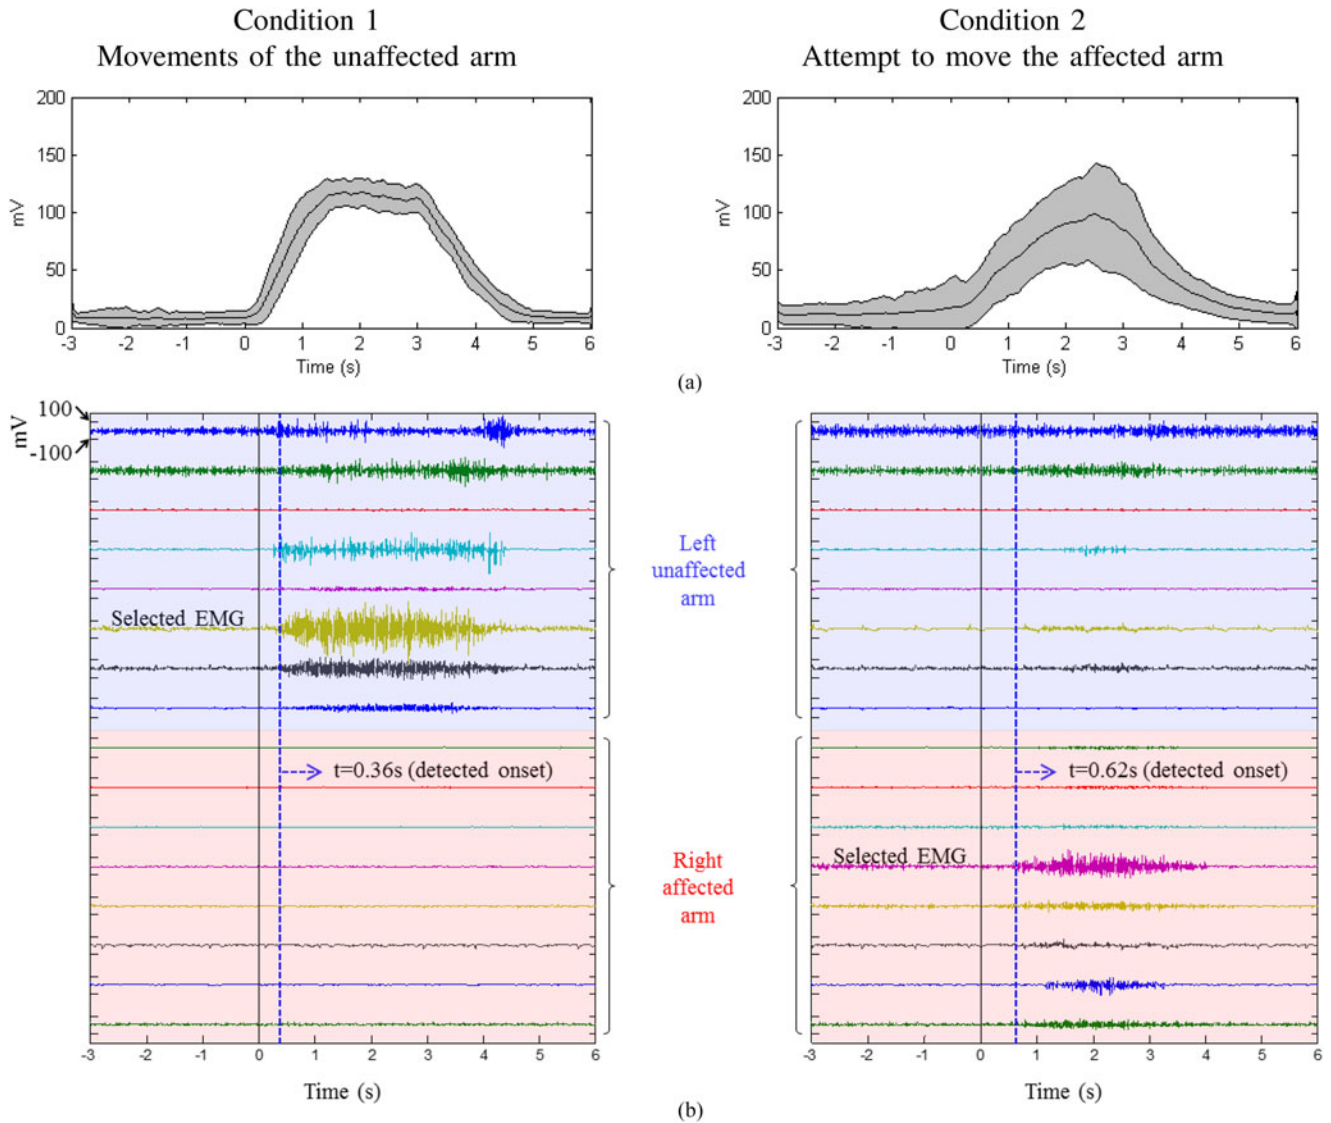 Condition 1
Movements of the unaffected arm
Condition 2
Attempt to move the affected arm
200
150
100
50
0
mV
-3 -2 -1 0 1 2 3 4 5 6
Time (s)
200
150
100
50
0
mV
-3 -2 -1 0 1 2 3 4 5 6
Time (s)
(a)
100
mV
-100
Selected EMG
t=0.36s (detected onset)
-3 -2 -1 0 1 2 3 4 5 6
Time (s)
Left
unaffected
arm
Right
affected
arm
t=0.62s (detected onset)
Selected EMG
-3 -2 -1 0 1 2 3 4 5 6
Time (s)
(b)